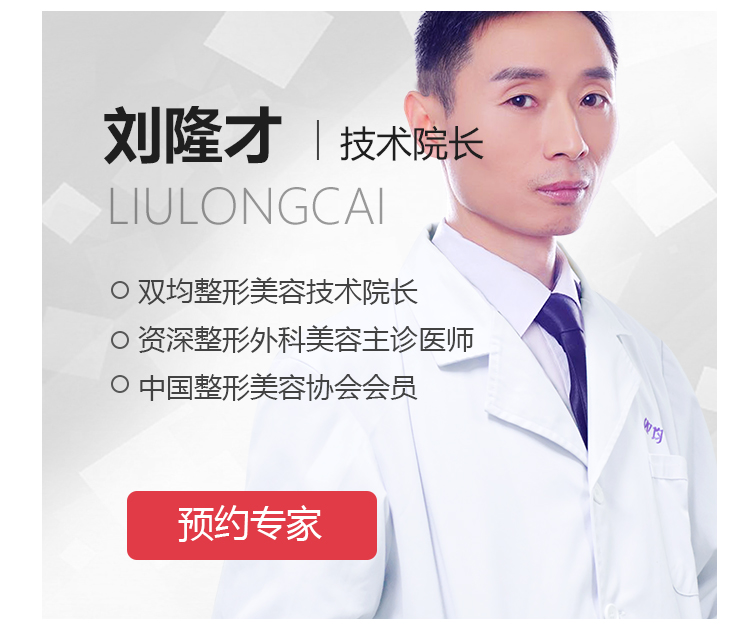 刘隆才 | 技术院长
LIULONGCAI
双均整形美容技术院长
资深整形外科美容主诊医师
中国整形美容协会会员
双均
预约专家